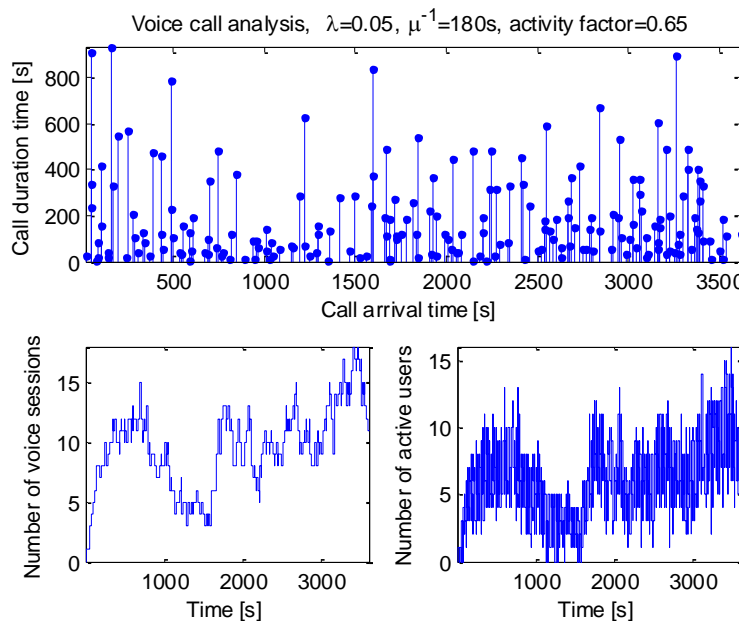 Voice call analysis, λ=0.05, μ⁻¹=180s, activity factor=0.65
Call duration time [s]
800
600
400
200
0
500 1000 1500 2000 2500 3000 3500
Call arrival time [s]
Number of voice sessions
15
10
5
0
1000 2000 3000
Time [s]
Number of active users
15
10
5
0
1000 2000 3000
Time [s]